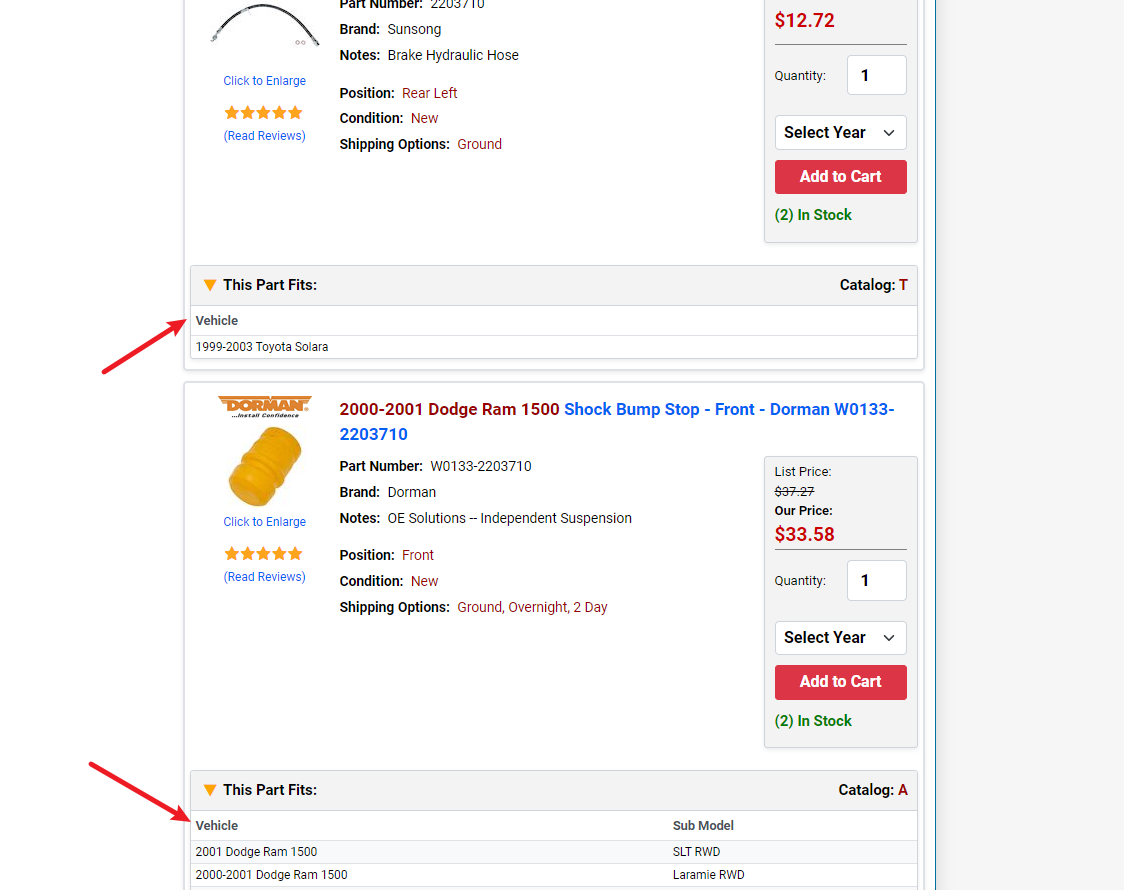 Part Number: 2203710
$12.72
Brand: Sunsong
Notes: Brake Hydraulic Hose
Quantity: 1
Click to Enlarge
Position: Rear Left
(Read Reviews)
Condition: New
Select Year
Shipping Options: Ground
Add to Cart
(2) In Stock
This Part Fits:
Catalog: T
Vehicle
1999-2003 Toyota Solara
DORMAN
...Install Confidence
2000-2001 Dodge Ram 1500 Shock Bump Stop - Front - Dorman W0133-
2203710
Part Number: W0133-2203710
Brand: Dorman
Notes: OE Solutions -- Independent Suspension
Click to Enlarge
(Read Reviews)
Position: Front
Condition: New
Shipping Options: Ground, Overnight, 2 Day
List Price:
$37.27
Our Price:
$33.58
Quantity: 1
Select Year
Add to Cart
(2) In Stock
This Part Fits:
Catalog: A
Vehicle Sub Model
2001 Dodge Ram 1500 SLT RWD
2000-2001 Dodge Ram 1500 Laramie RWD